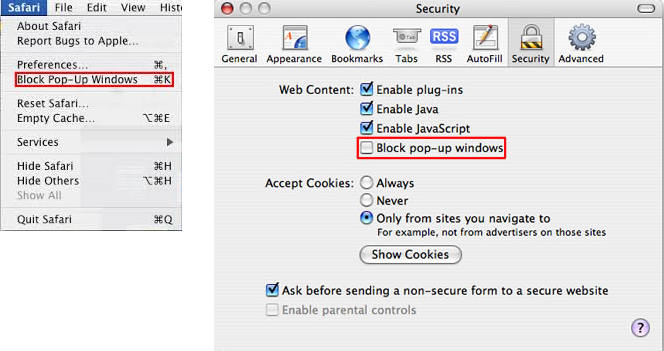 Safari File Edit View Hist
About Safari
Report Bugs to Apple...
Preferences... ⌘,
Block Pop-Up Windows ⌘K
Reset Safari...
Empty Cache... ⌥⌘E
Services
Hide Safari ⌘H
Hide Others ⌥⌘H
Show All
Quit Safari ⌘Q
Security
RSS
General Appearance Bookmarks Tabs RSS AutoFill Security Advanced
Web Content: Enable plug-ins
Enable Java
Enable JavaScript
Block pop-up windows
Accept Cookies: Always
Never
Only from sites you navigate to
For example, not from advertisers on those sites
Show Cookies
Ask before sending a non-secure form to a secure website
Enable parental controls
?